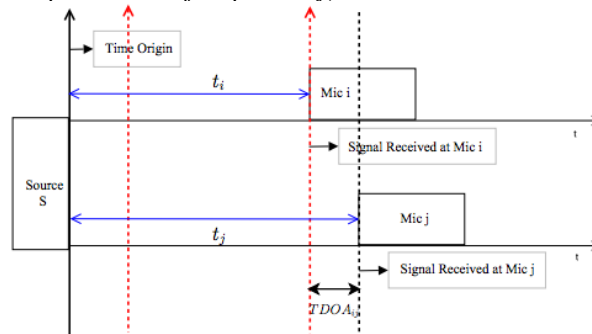 Time Origin
t_i
Mic i
t
Signal Received at Mic i
Source
S
Mic j
t_j
t
Signal Received at Mic j
TDOA_ij